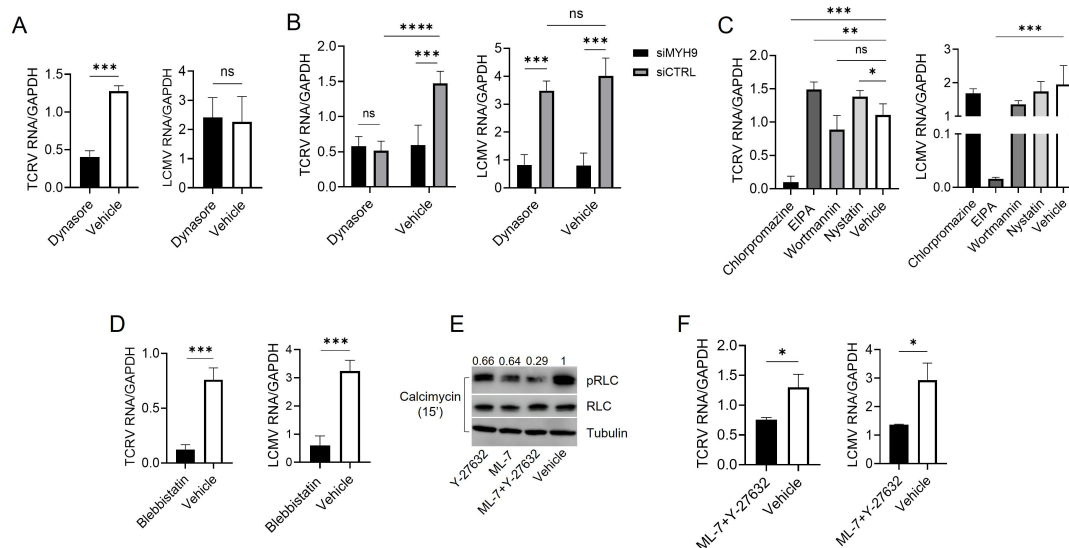 A
TCRV RNA/GAPDH
1.5
1.0
0.5
0.0
***
Dynasore
Vehicle
LCMV RNA/GAPDH
4
3
2
1
0
ns
Dynasore
Vehicle
B
TCRV RNA/GAPDH
2.0
1.5
1.0
0.5
0.0
****
***
ns
Dynasore
Vehicle
LCMV RNA/GAPDH
5
4
3
2
1
0
ns
***
***
Dynasore
Vehicle
siMYH9
siCTRL
C
TCRV RNA/GAPDH
2.0
1.5
1.0
0.5
0.0
***
**
ns
*
Chlorpromazine
EIPA
Wortmannin
Nystatin
Vehicle
LCMV RNA/GAPDH
3
2
1
0.1
0.0
***
Chlorpromazine
EIPA
Wortmannin
Nystatin
Vehicle
D
TCRV RNA/GAPDH
1.0
0.5
0.0
***
Blebbistatin
Vehicle
LCMV RNA/GAPDH
4
3
2
1
0
***
Blebbistatin
Vehicle
E
0.66 0.64 0.29 1
Calcimycin
(15')
pRLC
RLC
Tubulin
Y-27632
ML-7
ML-7+Y-27632
Vehicle
F
TCRV RNA/GAPDH
2.0
1.5
1.0
0.5
0.0
*
ML-7+Y-27632
Vehicle
LCMV RNA/GAPDH
4
3
2
1
0
*
ML-7+Y-27632
Vehicle